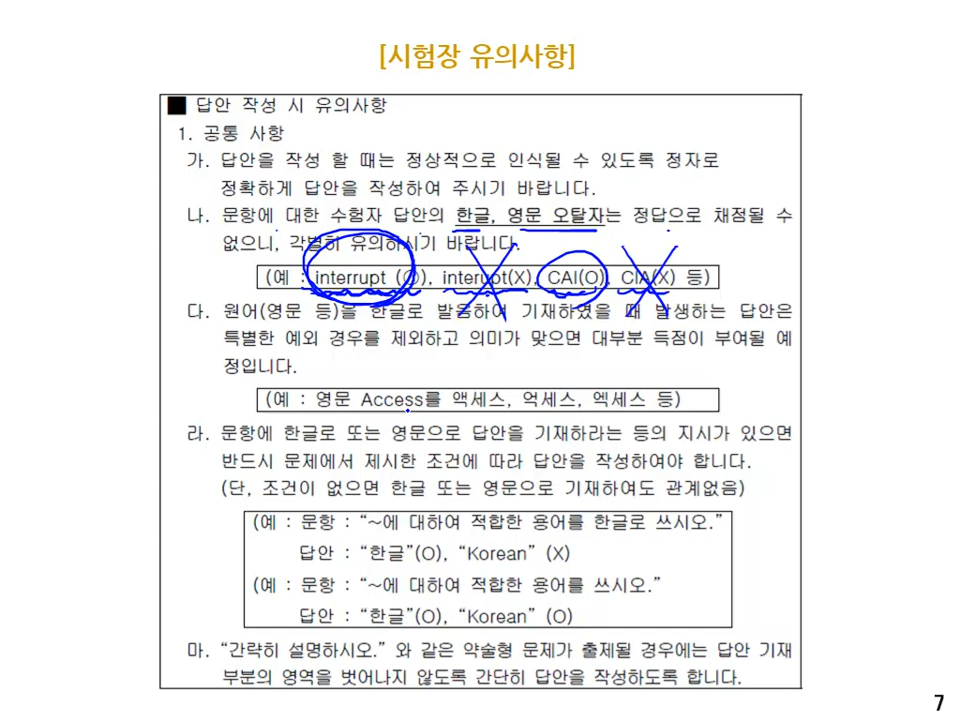 [시험장 유의사항]
■ 답안 작성 시 유의사항
1. 공통 사항
가. 답안을 작성 할 때는 정상적으로 인식될 수 있도록 정자로
정확하게 답안을 작성하여 주시기 바랍니다.
나. 문항에 대한 수험자 답안의 한글, 영문 오탈자는 정답으로 채점될 수
없으니, 각별히 유의하시기 바랍니다.
(예 : interrupt (O), interupt(X), CAI(O), CIA(X) 등)
다. 원어(영문 등)을 한글로 발음하여 기재하였을 때 발생하는 답안은
특별한 예외 경우를 제외하고 의미가 맞으면 대부분 득점이 부여될 예
정입니다.
(예 : 영문 Access를 액세스, 억세스, 엑세스 등)
라. 문항에 한글로 또는 영문으로 답안을 기재하라는 등의 지시가 있으면
반드시 문제에서 제시한 조건에 따라 답안을 작성하여야 합니다.
(단, 조건이 없으면 한글 또는 영문으로 기재하여도 관계없음)
(예 : 문항 : “~에 대하여 적합한 용어를 한글로 쓰시오.”
답안 : “한글”(O), “Korean” (X)
(예 : 문항 : “~에 대하여 적합한 용어를 쓰시오.”
답안 : “한글”(O), “Korean” (O)
마. “간략히 설명하시오.” 와 같은 약술형 문제가 출제될 경우에는 답안 기재
부분의 영역을 벗어나지 않도록 간단히 답안을 작성하도록 합니다.
7